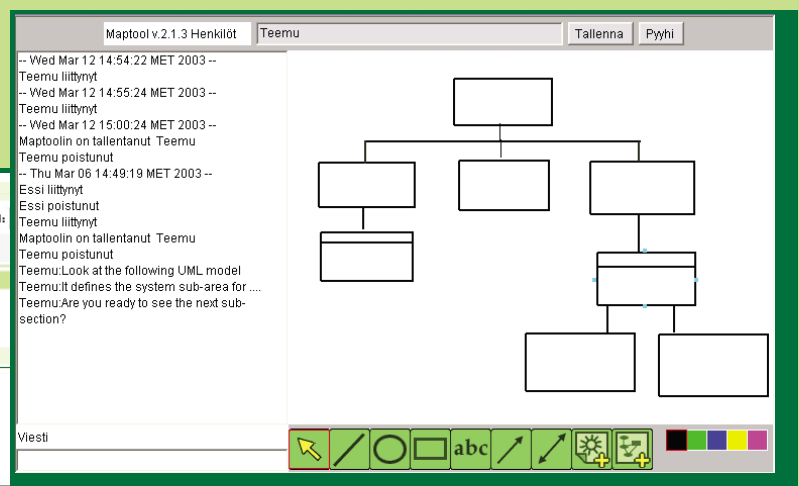 Maptool v.2.1.3 Henkilöt Teemu Tallenna Pyyhi
-- Wed Mar 12 14:54:22 MET 2003 --
Teemu liittynyt
-- Wed Mar 12 14:55:24 MET 2003 --
Teemu liittynyt
-- Wed Mar 12 15:00:24 MET 2003 --
Maptoolin on tallentanut Teemu
Teemu poistunut
-- Thu Mar 06 14:49:19 MET 2003 --
Essi liittynyt
Essi poistunut
Teemu liittynyt
Maptoolin on tallentanut Teemu
Teemu poistunut
Teemu:Look at the following UML model
Teemu:It defines the system sub-area for ....
Teemu:Are you ready to see the next sub-
section?
Viesti
abc